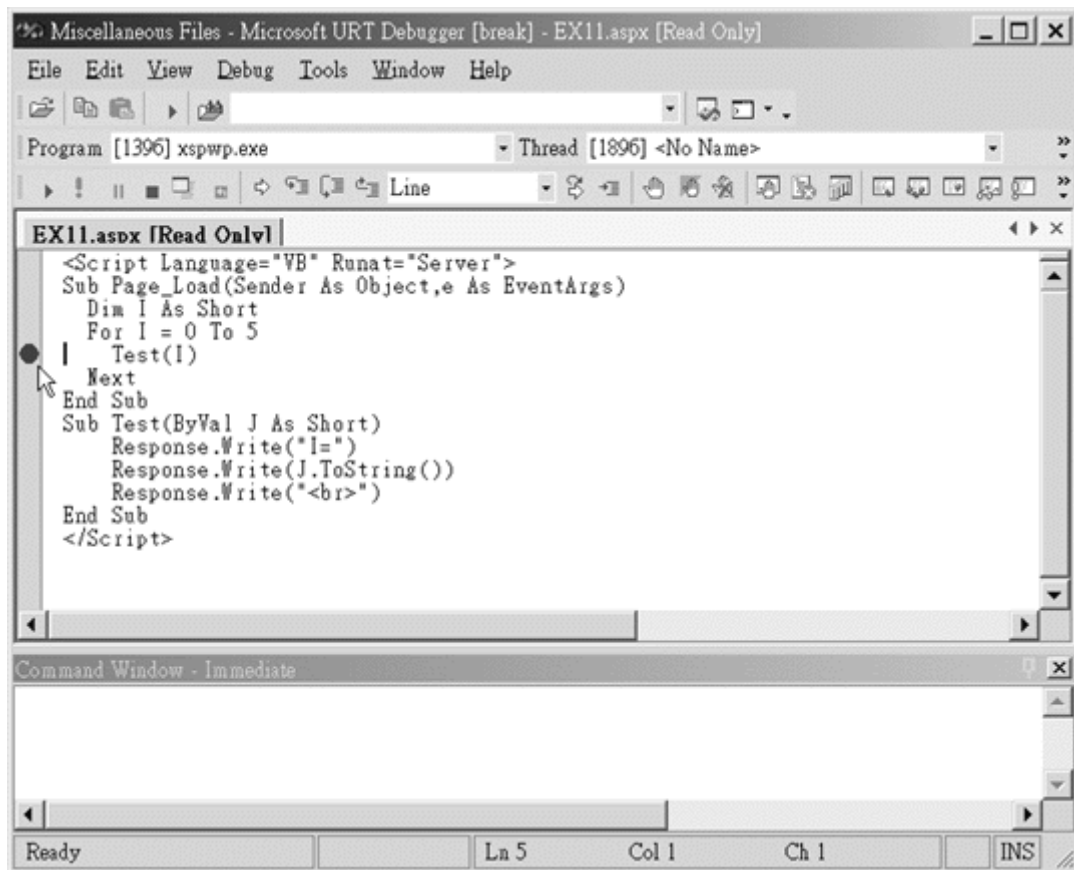 Miscellaneous Files - Microsoft URT Debugger [break] - EX11.aspx [Read Only]
File Edit View Debug Tools Window Help
Program [1396] xspwp.exe Thread [1896] <No Name>
Line
EX11.aspx [Read Only]
<Script Language="VB" Runat="Server">
Sub Page_Load(Sender As Object,e As EventArgs)
Dim I As Short
For I = 0 To 5
Test(I)
Next
End Sub
Sub Test(ByVal J As Short)
Response.Write("I=")
Response.Write(J.ToString())
Response.Write("<br>")
End Sub
</Script>
Command Window - Immediate
Ready Ln 5 Col 1 Ch 1 INS